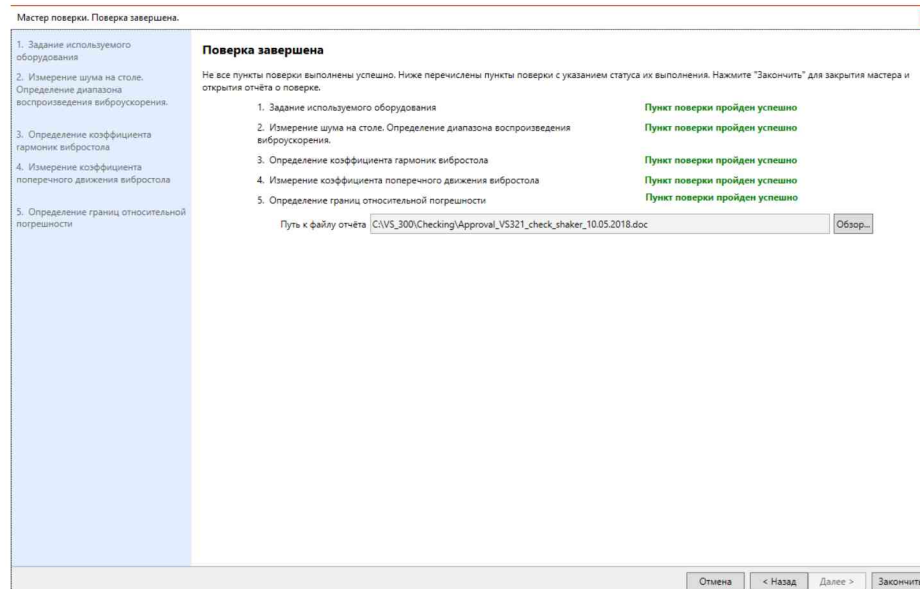 Мастер поверки. Поверка завершена.
1. Задание используемого
оборудования
2. Измерение шума на столе.
Определение диапазона
воспроизведения виброускорения.
3. Определение коэффициента
гармоник вибростола
4. Измерение коэффициента
поперечного движения вибростола
5. Определение границ относительной
погрешности
Поверка завершена
Не все пункты поверки выполнены успешно. Ниже перечислены пункты поверки с указанием статуса их выполнения. Нажмите "Закончить" для закрытия мастера и
открытия отчёта о поверке.
1. Задание используемого оборудования Пункт поверки пройден успешно
2. Измерение шума на столе. Определение диапазона воспроизведения Пункт поверки пройден успешно
виброускорения.
3. Определение коэффициента гармоник вибростола Пункт поверки пройден успешно
4. Измерение коэффициента поперечного движения вибростола Пункт поверки пройден успешно
5. Определение границ относительной погрешности Пункт поверки пройден успешно
Путь к файлу отчёта C:\VS_300\Checking\Approval_VS321_check_shaker_10.05.2018.doc Обзор...
Отмена < Назад Далее > Закончить